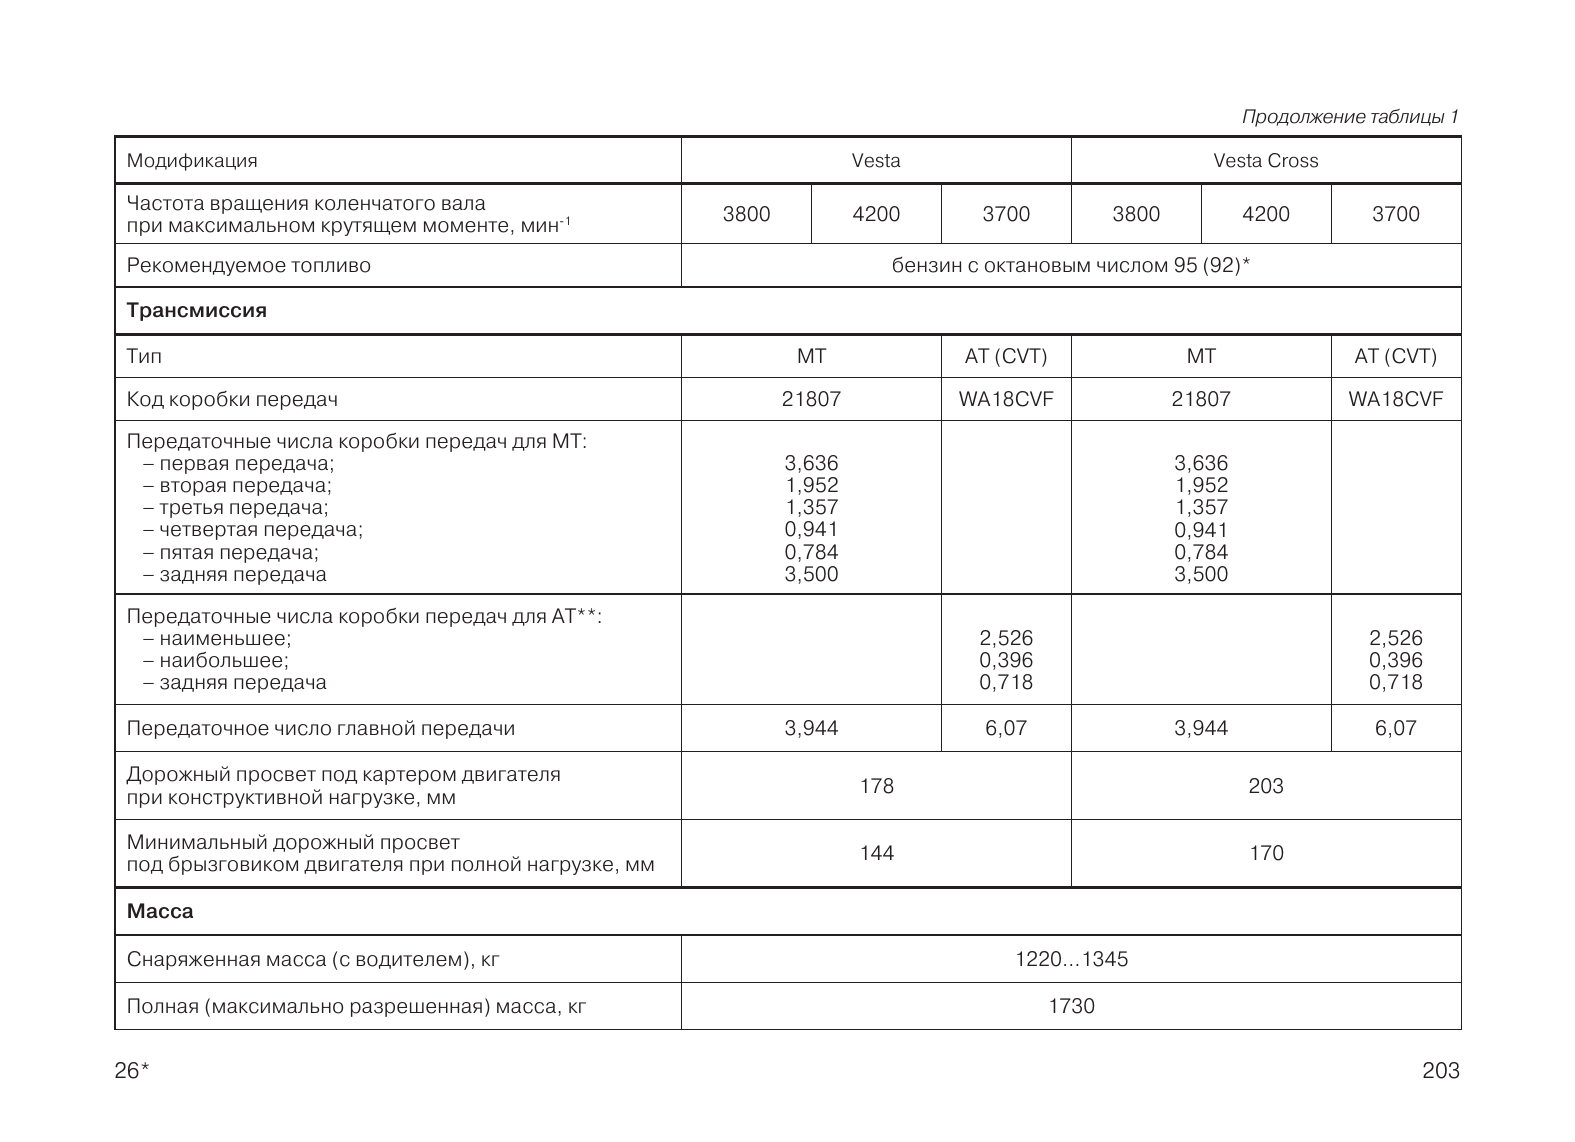 Продолжение таблицы 1
Модификация Vesta Vesta Cross
Частота вращения коленчатого вала
при максимальном крутящем моменте, мин-1 3800 4200 3700 3800 4200 3700
Рекомендуемое топливо бензин с октановым числом 95 (92)*
Трансмиссия
Тип МТ АТ (CVT) МТ АТ (CVT)
Код коробки передач 21807 WA18CVF 21807 WA18CVF
Передаточные числа коробки передач для МТ:
– первая передача; 3,636 3,636
– вторая передача; 1,952 1,952
– третья передача; 1,357 1,357
– четвертая передача; 0,941 0,941
– пятая передача; 0,784 0,784
– задняя передача 3,500 3,500
Передаточные числа коробки передач для АТ**:
– наименьшее; 2,526 2,526
– наибольшее; 0,396 0,396
– задняя передача 0,718 0,718
Передаточное число главной передачи 3,944 6,07 3,944 6,07
Дорожный просвет под картером двигателя
при конструктивной нагрузке, мм 178 203
Минимальный дорожный просвет
под брызговиком двигателя при полной нагрузке, мм 144 170
Масса
Снаряженная масса (с водителем), кг 1220...1345
Полная (максимально разрешенная) масса, кг 1730
26* 203